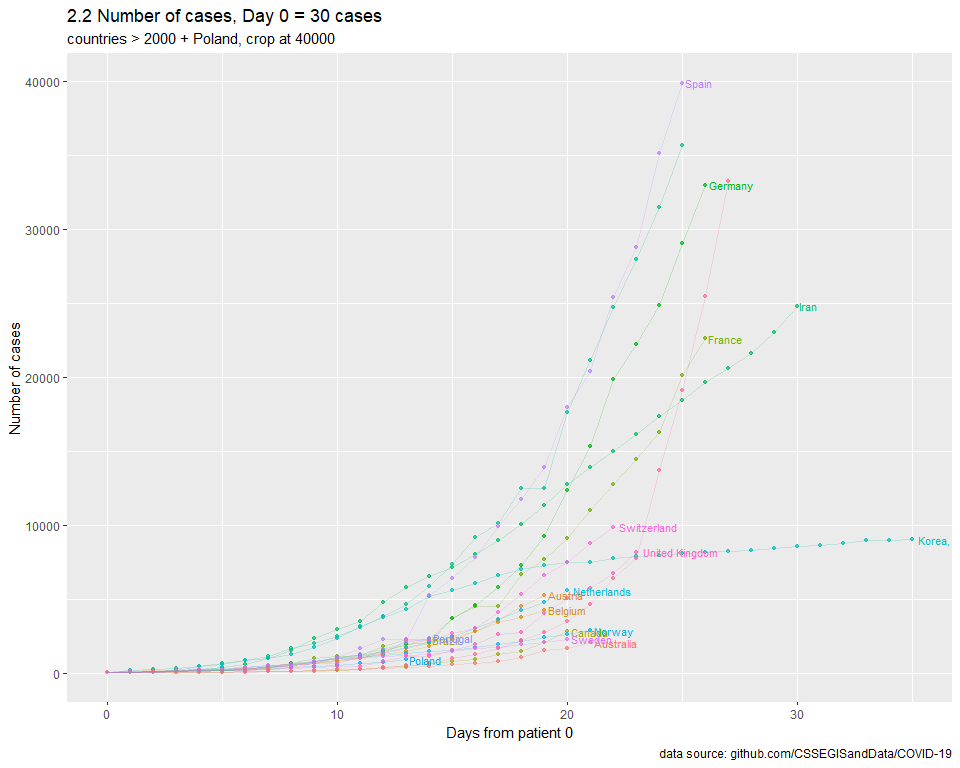 2.2 Number of cases, Day 0 = 30 cases
countries > 2000 + Poland, crop at 40000
40000
Spain
Germany
30000
Iran
France
20000
Number of cases
Switzerland
10000
Korea,
United Kingdom
Netherlands
Austria
Belgium
Canada
Norway
Portugal
Brazil
Sweden
Australia
Poland
0
0
10
20
30
Days from patient 0
data source: github.com/CSSEGISandData/COVID-19